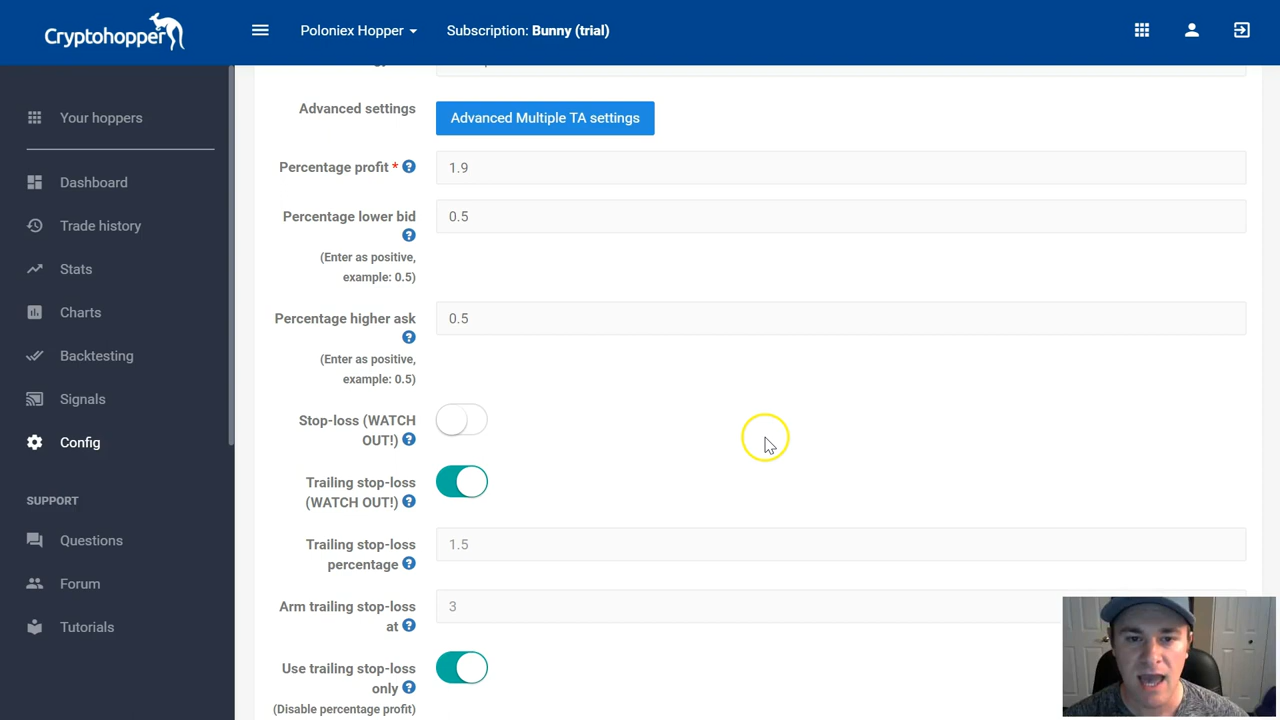 Cryptohopper
Poloniex Hopper
Subscription: Bunny (trial)
Your hoppers
Dashboard
Trade history
Stats
Charts
Backtesting
Signals
Config
SUPPORT
Questions
Forum
Tutorials
Advanced settings
Advanced Multiple TA settings
Percentage profit * ?
1.9
Percentage lower bid
?
(Enter as positive,
example: 0.5)
0.5
Percentage higher ask
?
(Enter as positive,
example: 0.5)
0.5
Stop-loss (WATCH
OUT!) ?
Trailing stop-loss
(WATCH OUT!) ?
Trailing stop-loss
percentage ?
1.5
Arm trailing stop-loss
at ?
3
Use trailing stop-loss
only ?
(Disable percentage profit)